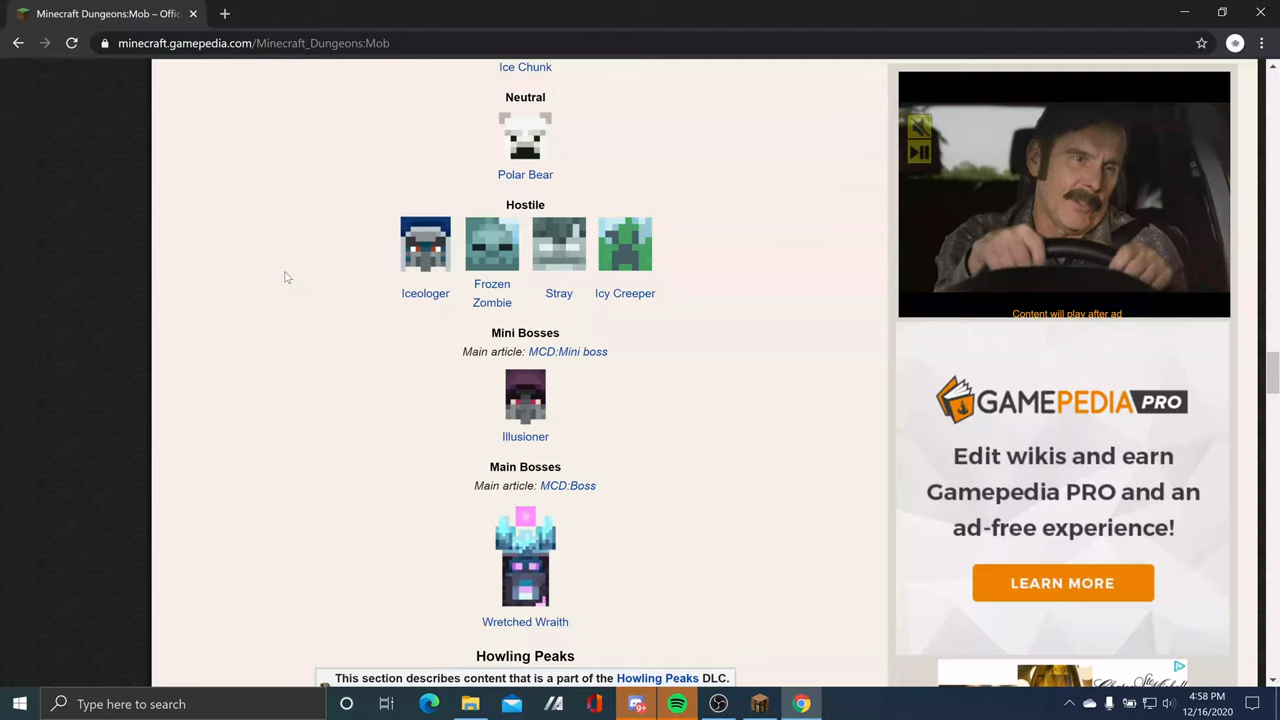 Minecraft Dungeons:Mob – Offic
minecraft.gamepedia.com/Minecraft_Dungeons:Mob
Ice Chunk
Neutral
Polar Bear
Hostile
Iceologer
Frozen
Zombie
Stray
Icy Creeper
Mini Bosses
Main article: MCD:Mini boss
Illusioner
Main Bosses
Main article: MCD:Boss
Wretched Wraith
Howling Peaks
This section describes content that is a part of the Howling Peaks DLC.
Content will play after ad
GAMEPEDIA PRO
Edit wikis and earn
Gamepedia PRO and an
ad-free experience!
LEARN MORE
Type here to search
9+
4:58 PM
12/16/2020